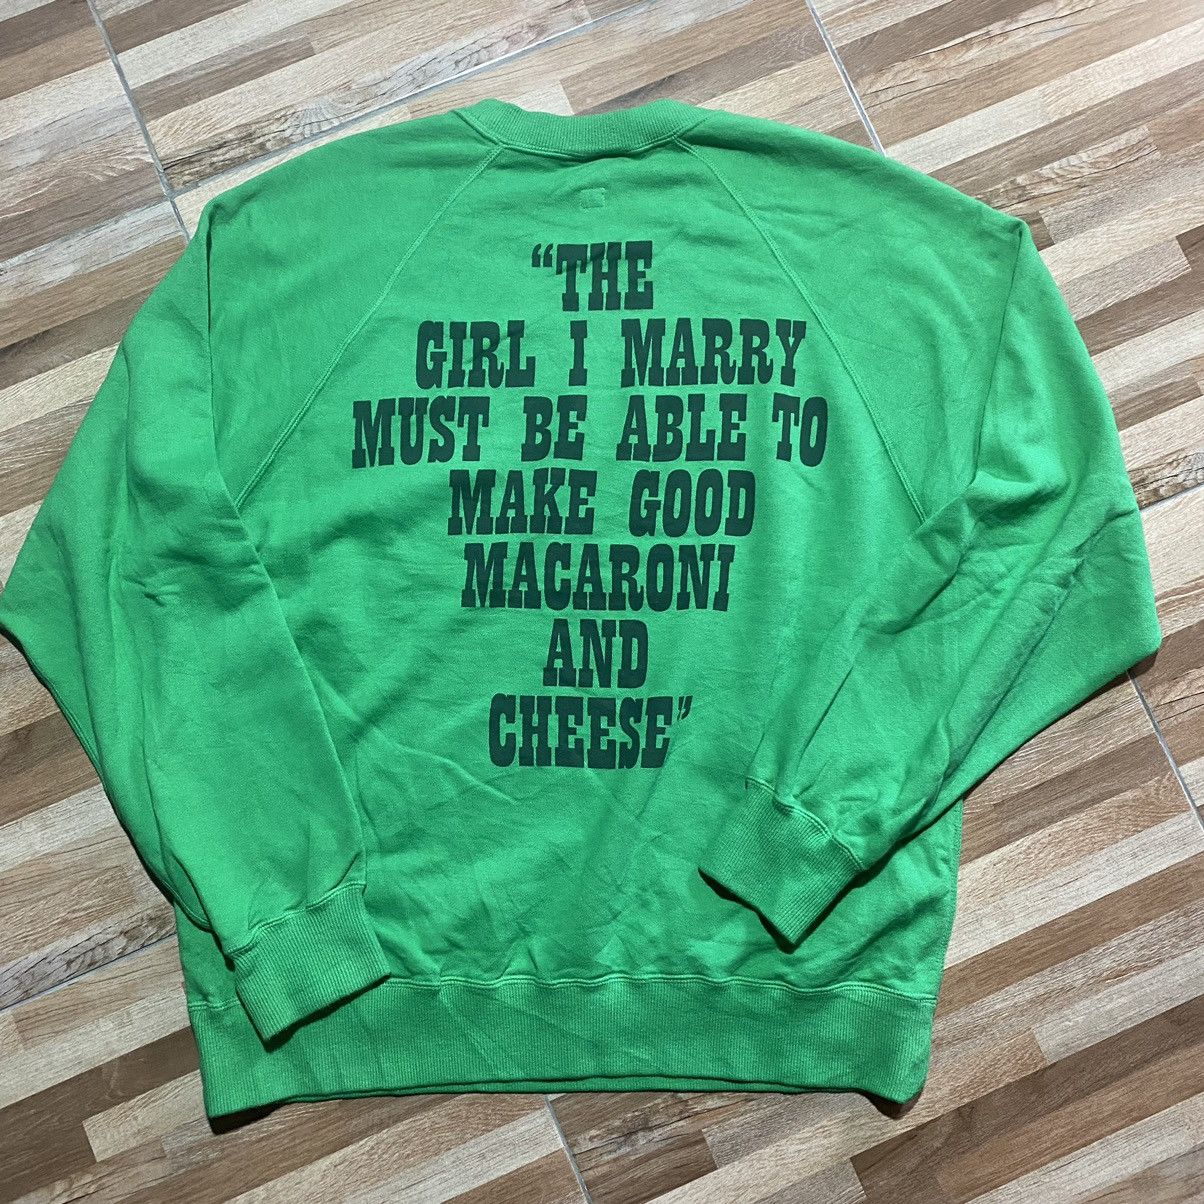 “THE
GIRL I MARRY
MUST BE ABLE TO
MAKE GOOD
MACARONI
AND
CHEESE”